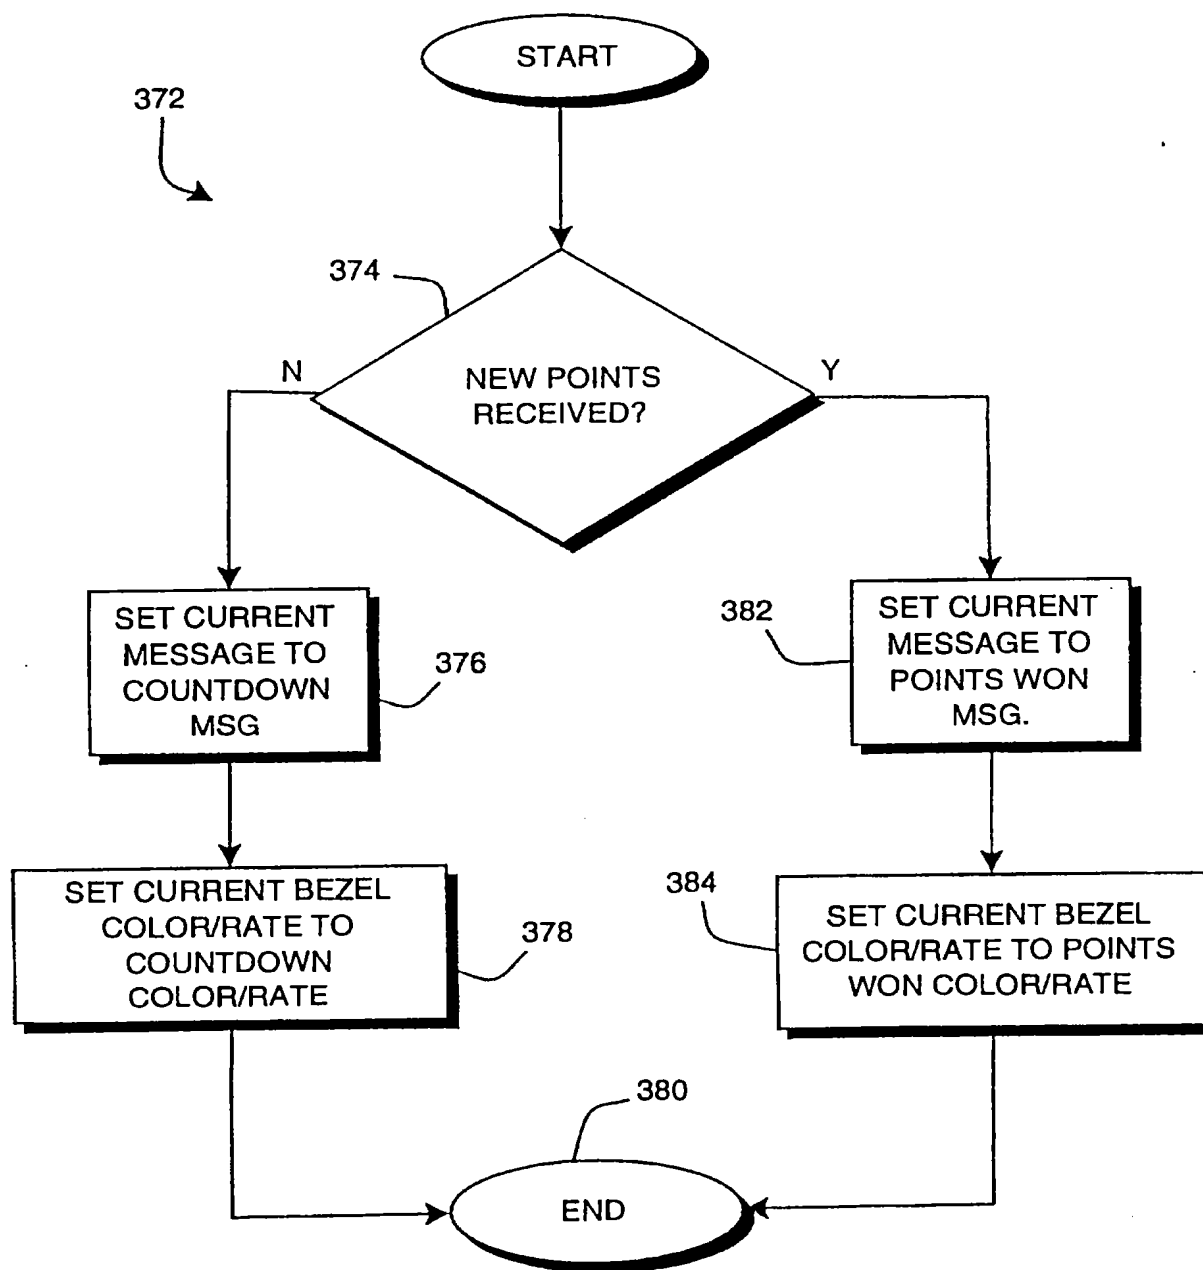 START
372
374
N
Y
NEW POINTS
RECEIVED?
SET CURRENT
MESSAGE TO
COUNTDOWN
MSG
376
382
SET CURRENT
MESSAGE TO
POINTS WON
MSG.
SET CURRENT BEZEL
COLOR/RATE TO
COUNTDOWN
COLOR/RATE
378
384
SET CURRENT BEZEL
COLOR/RATE TO POINTS
WON COLOR/RATE
380
END